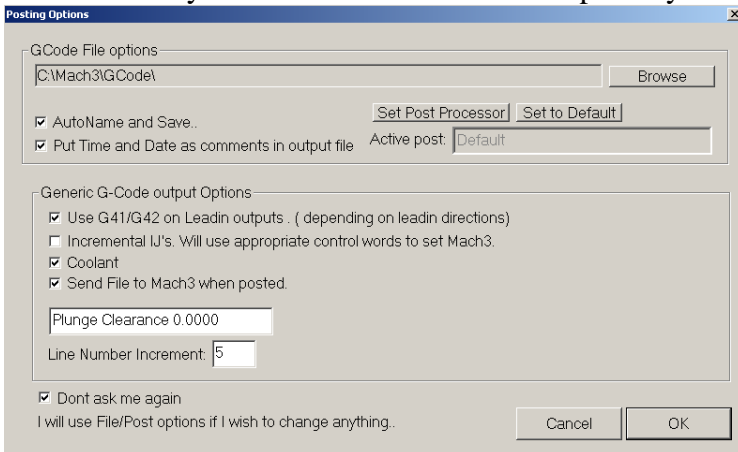 Posting Options
GCode File options
C:\Mach3\GCode\
Browse
AutoName and Save..
Set Post Processor Set to Default
Put Time and Date as comments in output file
Active post: Default
Generic G-Code output Options
Use G41/G42 on Leadin outputs . ( depending on leadin directions)
Incremental IJ's. Will use appropriate control words to set Mach3.
Coolant
Send File to Mach3 when posted.
Plunge Clearance 0.0000
Line Number Increment: 5
Dont ask me again
I will use File/Post options if I wish to change anything..
Cancel
OK